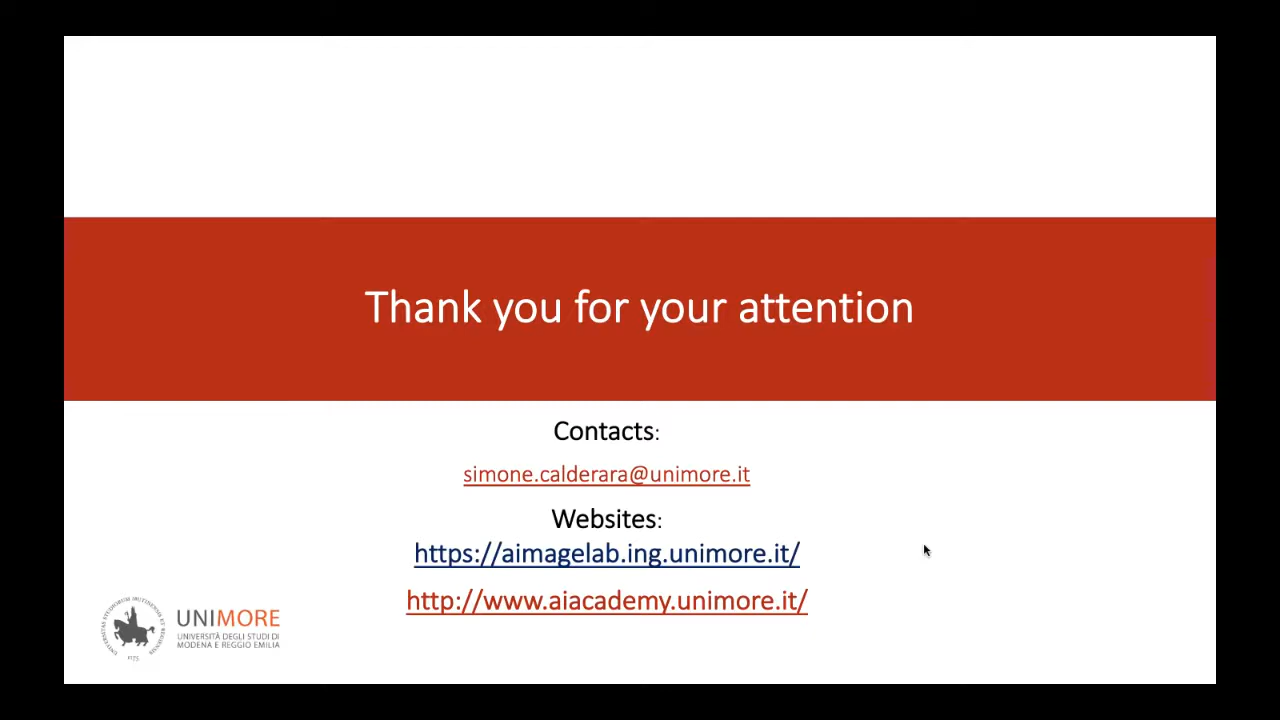 Thank you for your attention
Contacts:
simone.calderara@unimore.it
Websites:
https://aimagelab.ing.unimore.it/
http://www.aiacademy.unimore.it/
UNIMORE
UNIVERSITÀ DEGLI STUDI DI
MODENA E REGGIO EMILIA
1175